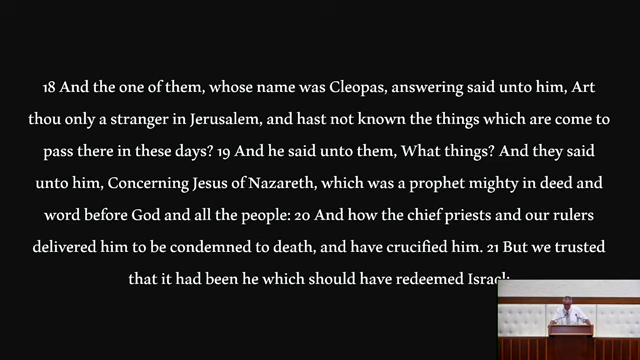 18 And the one of them, whose name was Cleopas, answering said unto him, Art
thou only a stranger in Jerusalem, and hast not known the things which are come to
pass there in these days? 19 And he said unto them, What things? And they said
unto him, Concerning Jesus of Nazareth, which was a prophet mighty in deed and
word before God and all the people: 20 And how the chief priests and our rulers
delivered him to be condemned to death, and have crucified him. 21 But we trusted
that it had been he which should have redeemed Israel: